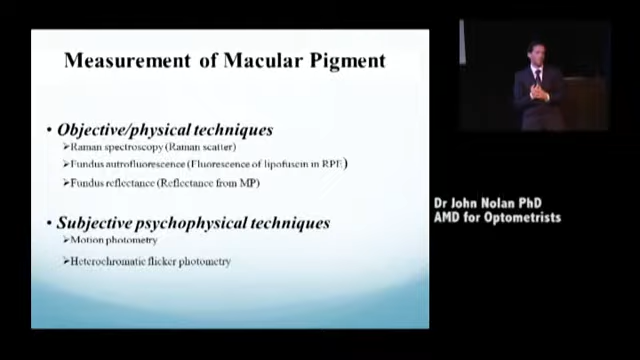 Measurement of Macular Pigment
• Objective/physical techniques
➢Raman spectroscopy (Raman scatter)
➢Fundus autrofluorescence (Fluorescence of lipofuscin in RPE)
➢Fundus reflectance (Reflectance from MP)
• Subjective psychophysical techniques
➢Motion photometry
➢Heterochromatic flicker photometry
Dr John Nolan PhD
AMD for Optometrists